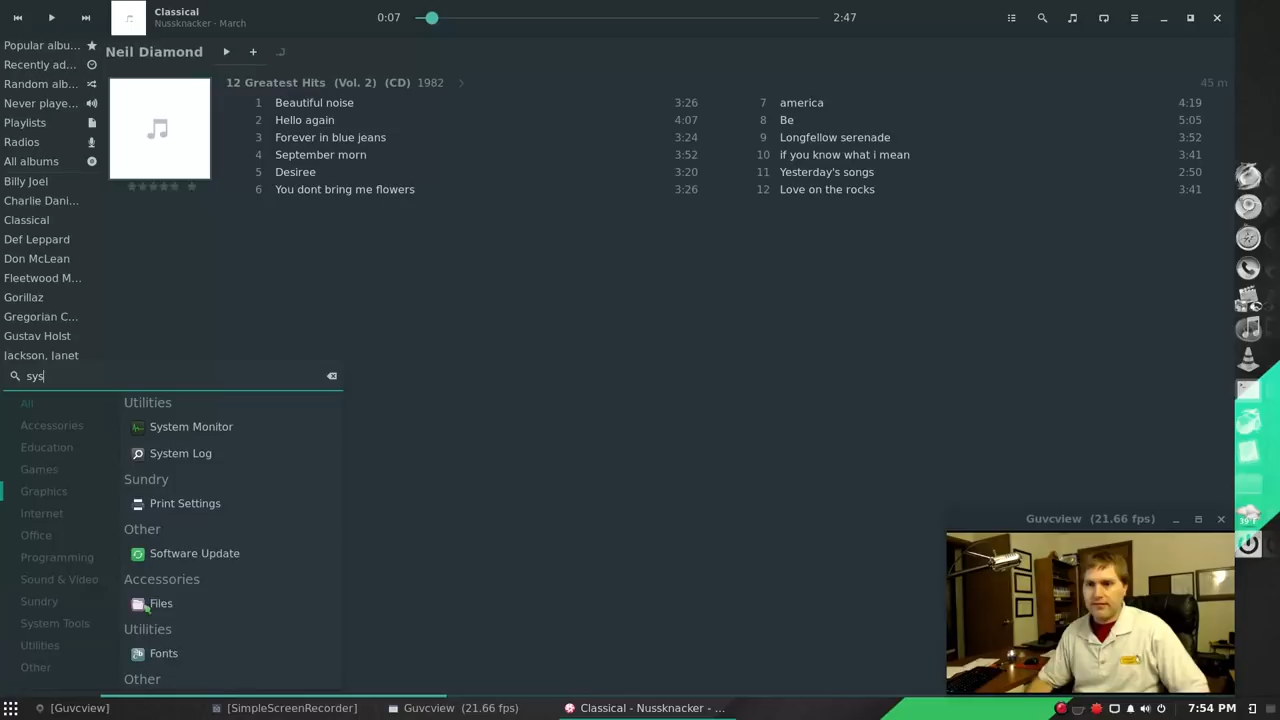 Classical
Nussknacker - March
0:07
2:47
Popular albu...
Recently ad...
Random alb...
Never playe...
Playlists
Radios
All albums
Billy Joel
Charlie Dani...
Classical
Def Leppard
Don McLean
Fleetwood M...
Gorillaz
Gregorian C...
Gustav Holst
Jackson, Janet
Neil Diamond
12 Greatest Hits (Vol. 2) (CD) 1982
45 m
1 Beautiful noise 3:26
2 Hello again 4:07
3 Forever in blue jeans 3:24
4 September morn 3:52
5 Desiree 3:20
6 You dont bring me flowers 3:26
7 america 4:19
8 Be 5:05
9 Longfellow serenade 3:52
10 if you know what i mean 3:41
11 Yesterday's songs 2:50
12 Love on the rocks 3:41
sys
All
Accessories
Education
Games
Graphics
Internet
Office
Programming
Sound & Video
Sundry
System Tools
Utilities
Other
Utilities
System Monitor
System Log
Sundry
Print Settings
Other
Software Update
Accessories
Files
Utilities
Fonts
Other
Guvcview (21.66 fps)
39°F
[Guvcview]
[SimpleScreenRecorder]
Guvcview (21.66 fps)
Classical - Nussknacker - ...
7:54 PM